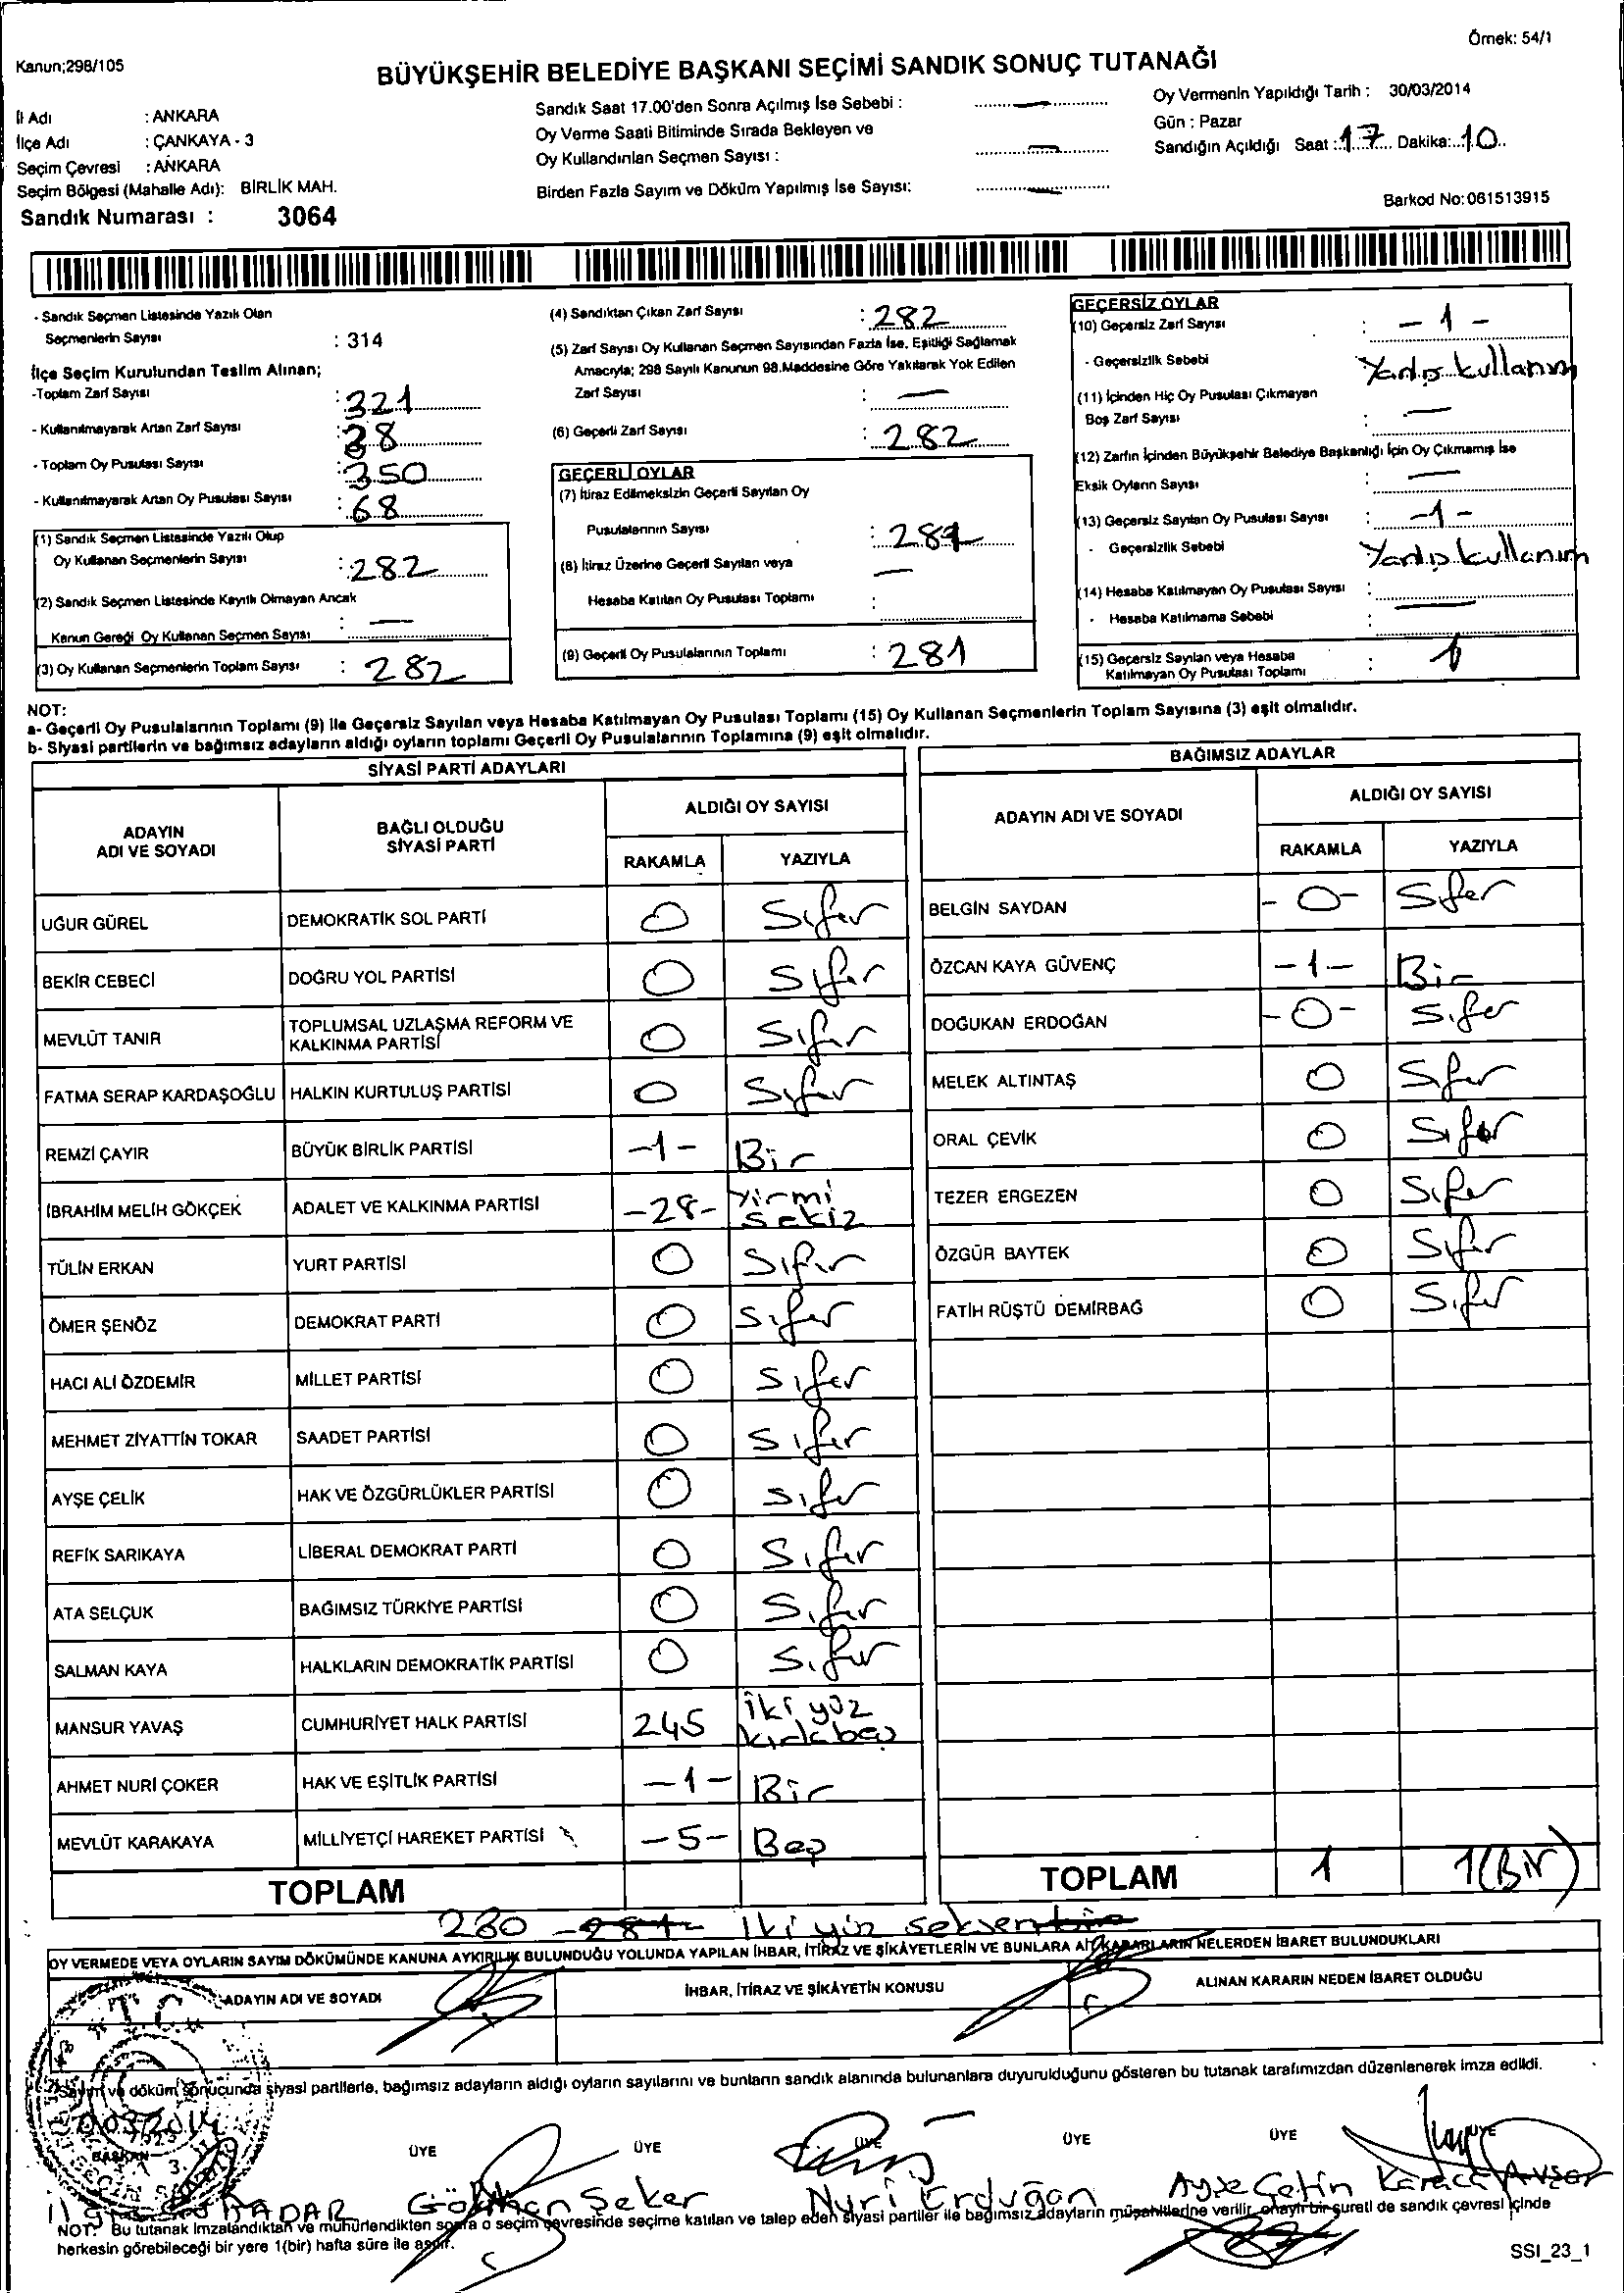 Örnek: 54/1
Kanun;298/105
BÜYÜKŞEHİR BELEDİYE BAŞKANI SEÇİMİ SANDIK SONUÇ TUTANAĞI
İl Adı : ANKARA
İlçe Adı : ÇANKAYA - 3
Seçim Çevresi : ANKARA
Seçim Bölgesi (Mahalle Adı): BİRLİK MAH.
Sandık Numarası : 3064
Sandık Saat 17.00'den Sonra Açılmış İse Sebebi : —
Oy Verme Saati Bitiminde Sırada Bekleyen ve
Oy Kullandırılan Seçmen Sayısı : —
Birden Fazla Sayım ve Döküm Yapılmış İse Sayısı: —
Oy Vermenin Yapıldığı Tarih : 30/03/2014
Gün : Pazar
Sandığın Açıldığı Saat : 17 Dakika: 10
Barkod No:061513915
- Sandık Seçmen Listesinde Yazılı Olan
Seçmenlerin Sayısı : 314
İlçe Seçim Kurulundan Teslim Alınan;
-Toplam Zarf Sayısı : 321
- Kullanılmayarak Artan Zarf Sayısı : 38
- Toplam Oy Pusulası Sayısı : 350
- Kullanılmayarak Artan Oy Pusulası Sayısı : 68
(1) Sandık Seçmen Listesinde Yazılı Olup
Oy Kullanan Seçmenlerin Sayısı : 282
(2) Sandık Seçmen Listesinde Kayıtlı Olmayan Ancak
Kanun Gereği Oy Kullanan Seçmen Sayısı : —
(3) Oy Kullanan Seçmenlerin Toplam Sayısı : 282
(4) Sandıktan Çıkan Zarf Sayısı : 282
(5) Zarf Sayısı Oy Kullanan Seçmen Sayısından Fazla İse, Eşitliği Sağlamak
Amacıyla; 298 Sayılı Kanunun 98.Maddesine Göre Yakılarak Yok Edilen
Zarf Sayısı : —
(6) Geçerli Zarf Sayısı : 282
GEÇERLİ OYLAR
(7) İtiraz Edilmeksizin Geçerli Sayılan Oy
Pusulalarının Sayısı : 281
(8) İtiraz Üzerine Geçerli Sayılan veya —
Hesaba Katılan Oy Pusulası Toplamı :
(9) Geçerli Oy Pusulalarının Toplamı : 281
GEÇERSİZ OYLAR
(10) Geçersiz Zarf Sayısı : - 1 -
- Geçersizlik Sebebi Yanlış kullanım
(11) İçinden Hiç Oy Pusulası Çıkmayan
Boş Zarf Sayısı : —
(12) Zarfın İçinden Büyükşehir Belediye Başkanlığı İçin Oy Çıkmamış İse
Eksik Oyların Sayısı : —
(13) Geçersiz Sayılan Oy Pusulası Sayısı : -1-
- Geçersizlik Sebebi Yanlış kullanım
(14) Hesaba Katılmayan Oy Pusulası Sayısı : —
- Hesaba Katılmama Sebebi :
(15) Geçersiz Sayılan veya Hesaba
Katılmayan Oy Pusulası Toplamı : 1
NOT:
a- Geçerli Oy Pusulalarının Toplamı (9) ile Geçersiz Sayılan veya Hesaba Katılmayan Oy Pusulası Toplamı (15) Oy Kullanan Seçmenlerin Toplam Sayısına (3) eşit olmalıdır.
b- Siyasi partilerin ve bağımsız adayların aldığı oyların toplamı Geçerli Oy Pusulalarının Toplamına (9) eşit olmalıdır.
SİYASİ PARTİ ADAYLARI
ADAYIN ADI VE SOYADI BAĞLI OLDUĞU SİYASİ PARTİ ALDIĞI OY SAYISI
RAKAMLA YAZIYLA
UĞUR GÜREL DEMOKRATİK SOL PARTİ 0 Sıfır
BEKİR CEBECİ DOĞRU YOL PARTİSİ 0 Sıfır
MEVLÜT TANIR TOPLUMSAL UZLAŞMA REFORM VE KALKINMA PARTİSİ 0 Sıfır
FATMA SERAP KARDAŞOĞLU HALKIN KURTULUŞ PARTİSİ 0 Sıfır
REMZİ ÇAYIR BÜYÜK BİRLİK PARTİSİ -1- Bir
İBRAHİM MELİH GÖKÇEK ADALET VE KALKINMA PARTİSİ -28- Yirmi sekiz
TÜLİN ERKAN YURT PARTİSİ 0 Sıfır
ÖMER ŞENÖZ DEMOKRAT PARTİ 0 Sıfır
HACI ALİ ÖZDEMİR MİLLET PARTİSİ 0 Sıfır
MEHMET ZİYATTİN TOKAR SAADET PARTİSİ 0 Sıfır
AYŞE ÇELİK HAK VE ÖZGÜRLÜKLER PARTİSİ 0 Sıfır
REFİK SARIKAYA LİBERAL DEMOKRAT PARTİ 0 Sıfır
ATA SELÇUK BAĞIMSIZ TÜRKİYE PARTİSİ 0 Sıfır
SALMAN KAYA HALKLARIN DEMOKRATİK PARTİSİ 0 Sıfır
MANSUR YAVAŞ CUMHURİYET HALK PARTİSİ 245 iki yüz kırk beş
AHMET NURİ ÇOKER HAK VE EŞİTLİK PARTİSİ -1- Bir
MEVLÜT KARAKAYA MİLLİYETÇİ HAREKET PARTİSİ -5- Beş
TOPLAM
280 281 iki yüz seksen bir
BAĞIMSIZ ADAYLAR
ADAYIN ADI VE SOYADI ALDIĞI OY SAYISI
RAKAMLA YAZIYLA
BELGİN SAYDAN -0- Sıfır
ÖZCAN KAYA GÜVENÇ -1- Bir
DOĞUKAN ERDOĞAN -0- Sıfır
MELEK ALTINTAŞ 0 Sıfır
ORAL ÇEVİK 0 Sıfır
TEZER ERGEZEN 0 Sıfır
ÖZGÜR BAYTEK 0 Sıfır
FATİH RÜŞTÜ DEMİRBAĞ 0 Sıfır
TOPLAM 1 1(Bir)
OY VERMEDE VEYA OYLARIN SAYIM DÖKÜMÜNDE KANUNA AYKIRILIK BULUNDUĞU YOLUNDA YAPILAN İHBAR, İTİRAZ VE ŞİKÂYETLERİN VE BUNLARA AİT KARARLARIN NELERDEN İBARET BULUNDUKLARI
ADAYIN ADI VE SOYADI İHBAR, İTİRAZ VE ŞİKÂYETİN KONUSU ALINAN KARARIN NEDEN İBARET OLDUĞU
T.C.
Sayım ve döküm sonucunda siyasi partilerle, bağımsız adayların aldığı oyların sayılarını ve bunların sandık alanında bulunanlara duyurulduğunu gösteren bu tutanak tarafımızdan düzenlenerek imza edildi.
BAŞKAN ÜYE ÜYE ÜYE ÜYE ÜYE ÜYE
Gökhan Şeker Nuri Erdoğan Ayşe Çetin Karaca Avşar
NOT: Bu tutanak imzalandıktan ve mühürlendikten sonra o seçim çevresinde seçime katılan ve talep eden siyasi partiler ile bağımsız adayların müşahitlerine verilir, onaylı bir sureti de sandık çevresi içinde
herkesin görebileceği bir yere 1(bir) hafta süre ile asılır.
SSI_23_1